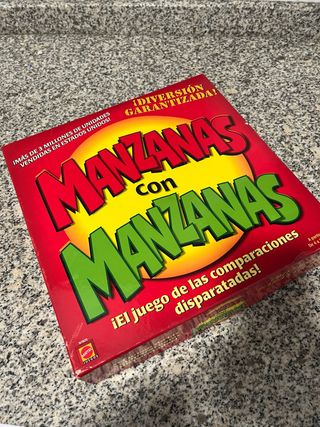 ¡DIVERSIÓN
GARANTIZADA!
¡MÁS DE 3 MILLONES DE UNIDADES
VENDIDAS EN ESTADOS UNIDOS!
MANZANAS
con
MANZANAS
¡El juego de las comparaciones
disparatadas!
MATTEL